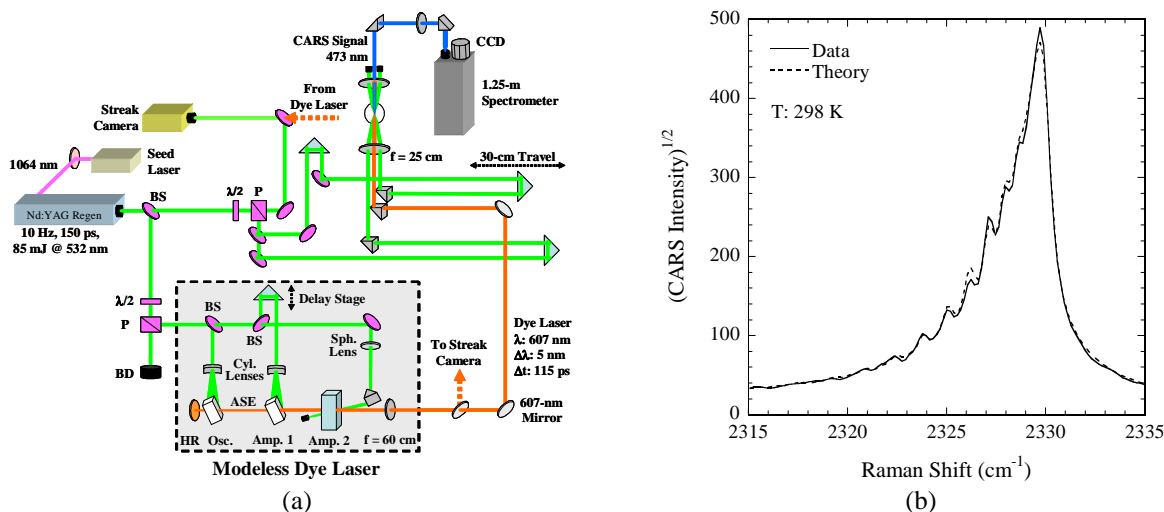 CARS Signal
473 nm
CCD
1.25-m
Spectrometer
From
Dye Laser
Streak
Camera
1064 nm
Seed
Laser
f = 25 cm
30-cm Travel
BS
λ/2
P
Nd:YAG Regen
10 Hz, 150 ps,
85 mJ @ 532 nm
λ/2
P
BD
BS
BS
Delay Stage
Sph.
Lens
Cyl.
Lenses
ASE
HR
Osc.
Amp. 1
Amp. 2
f = 60 cm
Modeless Dye Laser
To Streak
Camera
Dye Laser
λ: 607 nm
Δλ: 5 nm
Δt: 115 ps
607-nm
Mirror
(a)
500
400
300
200
100
0
(CARS Intensity)1/2
Data
Theory
T: 298 K
2315
2320
2325
2330
2335
Raman Shift (cm-1)
(b)